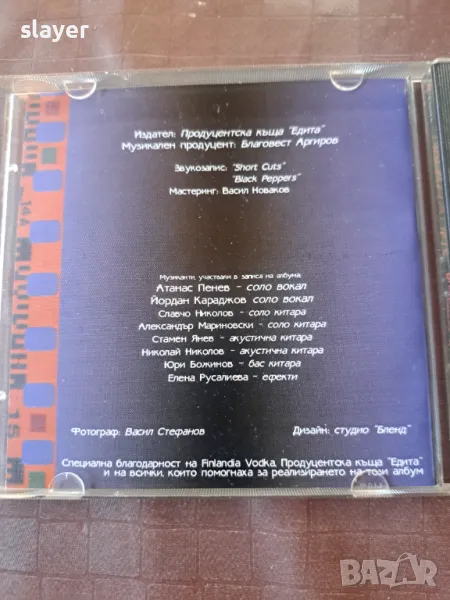 slayer
Издател: Продуцентска къща "Едита"
Музикален продуцент: Благовест Аргиров
Звукозапис: "Short Cuts"
"Black Peppers"
Мастеринг: Васил Новаков
Музиканти, участвали в записа на албума:
Атанас Пенев - соло вокал
Йордан Караджов - соло вокал
Славчо Николов - соло китара
Александър Мариновски - соло китара
Стамен Янев - акустична китара
Николай Николов - акустична китара
Юри Божинов - бас китара
Елена Русалиева - ефекти
Фотограф: Васил Стефанов
Дизайн: студио "Бленд"
Специална благодарност на Finlandia Vodka, Продуцентска къща "Едита"
и на всички, които помогнаха за реализирането на този албум
14A
BAZAR.bg